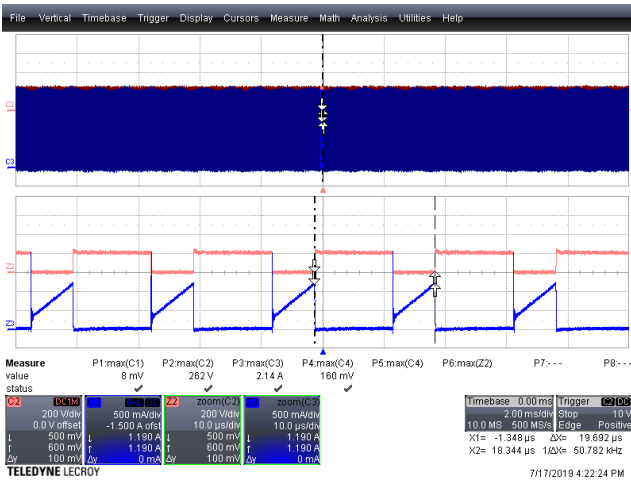 File Vertical Timebase Trigger Display Cursors Measure Math Analysis Utilities Help
C2
C3
Z2
Z3
Measure P1:max(C1) P2:max(C2) P3:max(C3) P4:max(C4) P5:max(C4) P6:max(Z2) P7:- - - P8:- -
value 8 mV 262 V 2.14 A 160 mV
status
C2 DC1M Z2 zoom(C2) zoom(C3) Timebase 0.00 ms Trigger C2 DC
200 V/div 500 mA/div 200 V/div 500 mA/div 2.00 ms/div Stop 10 V
0.0 V offset -1.500 A ofst 10.0 µs/div 10.0 µs/div 10.0 MS 500 MS/s Edge Positive
↓ 500 mV ↓ 1.190 A ↓ 500 mV ↓ 1.190 A X1= -1.348 µs ΔX= 19.692 µs
↑ 600 mV ↑ 1.190 A ↑ 600 mV ↑ 1.190 A X2= 18.344 µs 1/ΔX= 50.782 kHz
Δy 100 mV Δy 0 mA Δy 100 mV Δy 0 mA
TELEDYNE LECROY 7/17/2019 4:22:24 PM